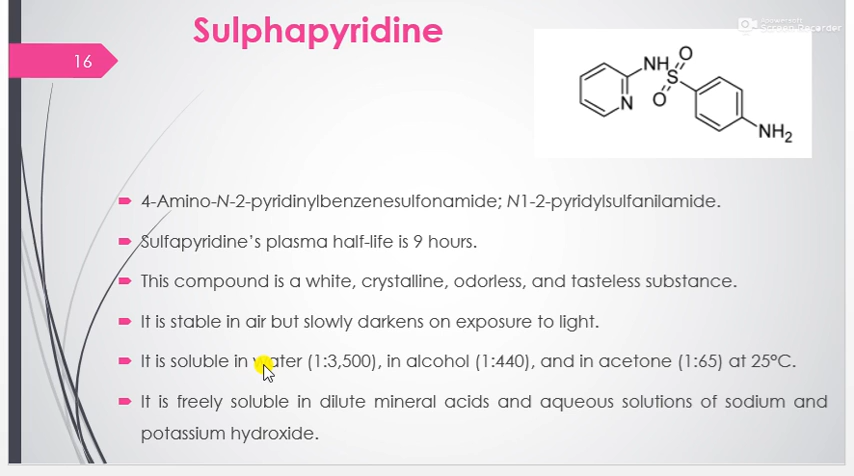 Sulphapyridine
16
Apowersoft
Screen Recorder
NH
O
S
O
N
NH2
4-Amino-N-2-pyridinylbenzenesulfonamide; N1-2-pyridylsulfanilamide.
Sulfapyridine's plasma half-life is 9 hours.
This compound is a white, crystalline, odorless, and tasteless substance.
It is stable in air but slowly darkens on exposure to light.
It is soluble in water (1:3,500), in alcohol (1:440), and in acetone (1:65) at 25°C.
It is freely soluble in dilute mineral acids and aqueous solutions of sodium and
potassium hydroxide.